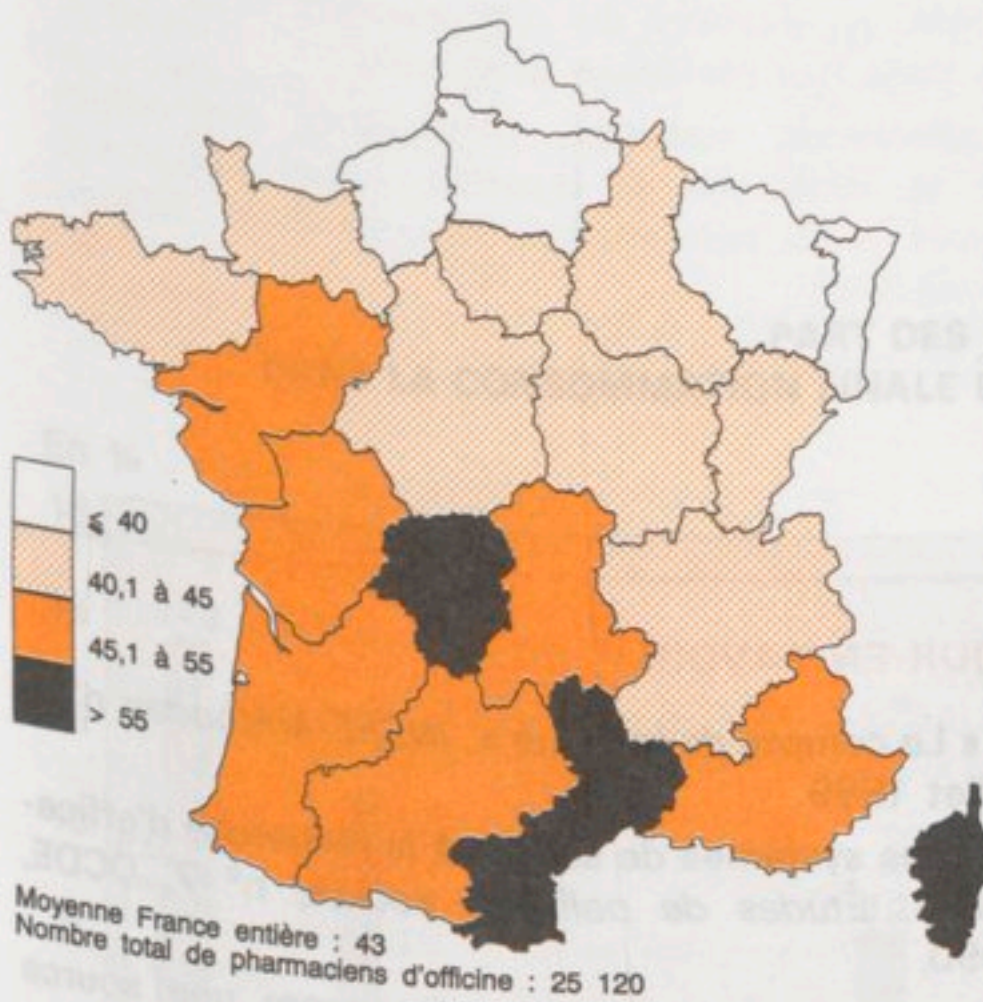 ≤ 40
40,1 à 45
45,1 à 55
> 55
Moyenne France entière : 43
Nombre total de pharmaciens d'officine : 25 120